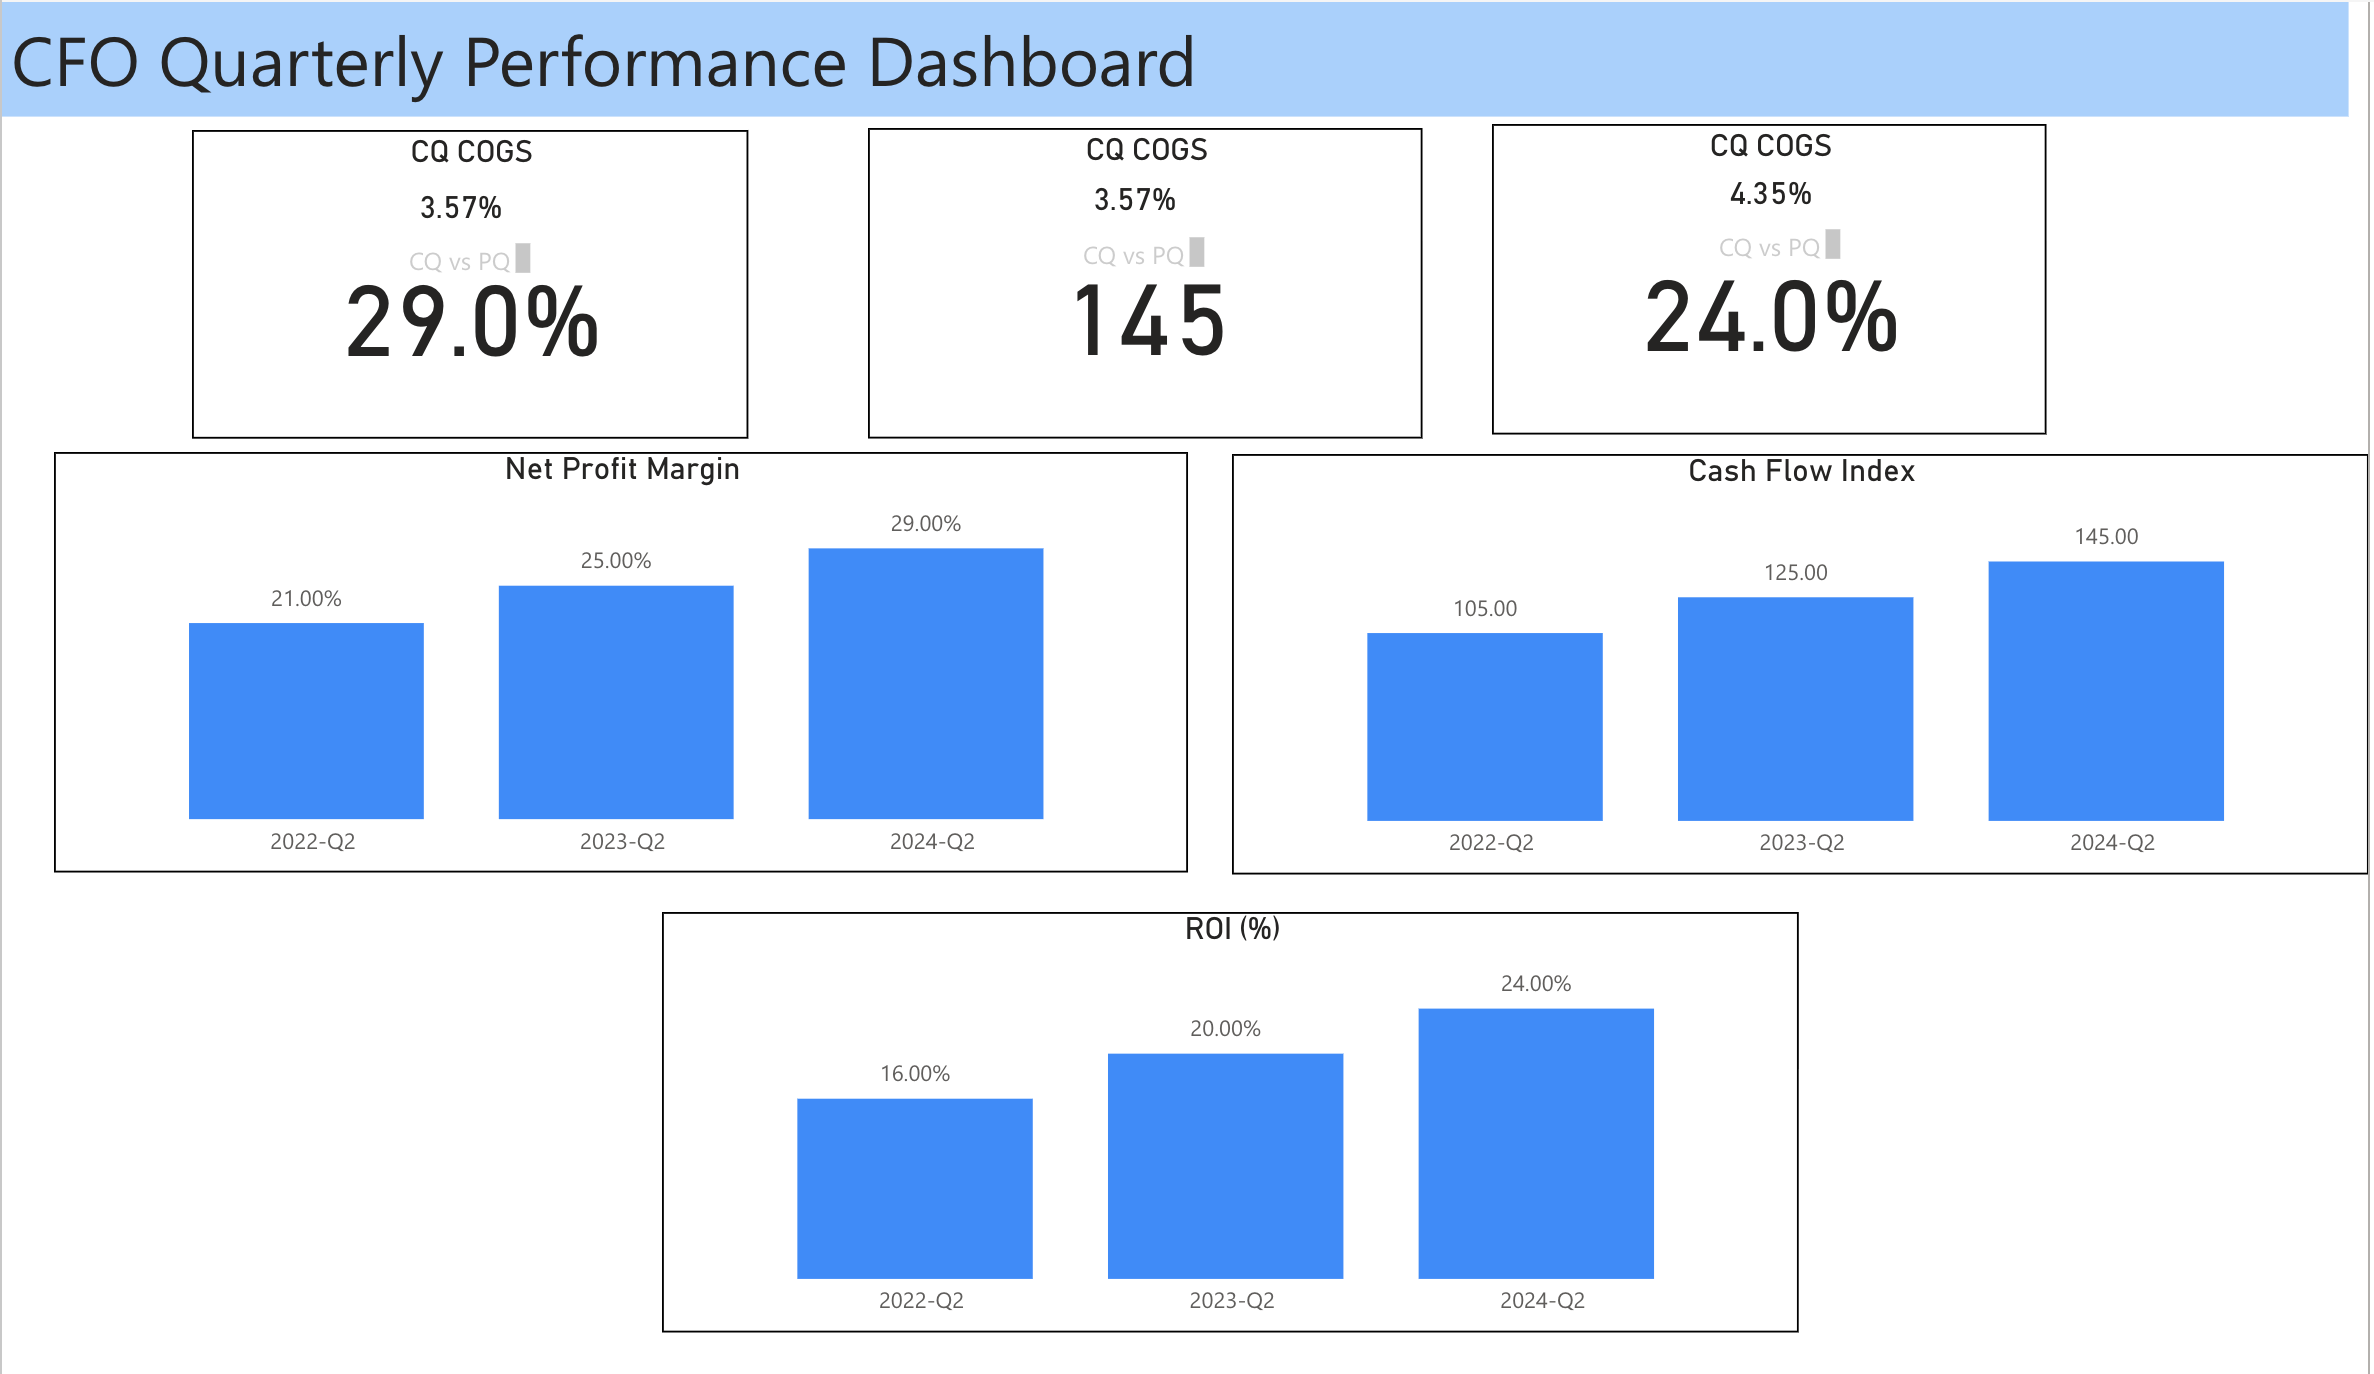 CFO Quarterly Performance Dashboard
CQ COGS
3.57%
CQ vs PQ
29.0%
CQ COGS
3.57%
CQ vs PQ
145
CQ COGS
4.35%
CQ vs PQ
24.0%
Net Profit Margin
21.00%
25.00%
29.00%
2022-Q2
2023-Q2
2024-Q2
Cash Flow Index
105.00
125.00
145.00
2022-Q2
2023-Q2
2024-Q2
ROI (%)
16.00%
20.00%
24.00%
2022-Q2
2023-Q2
2024-Q2